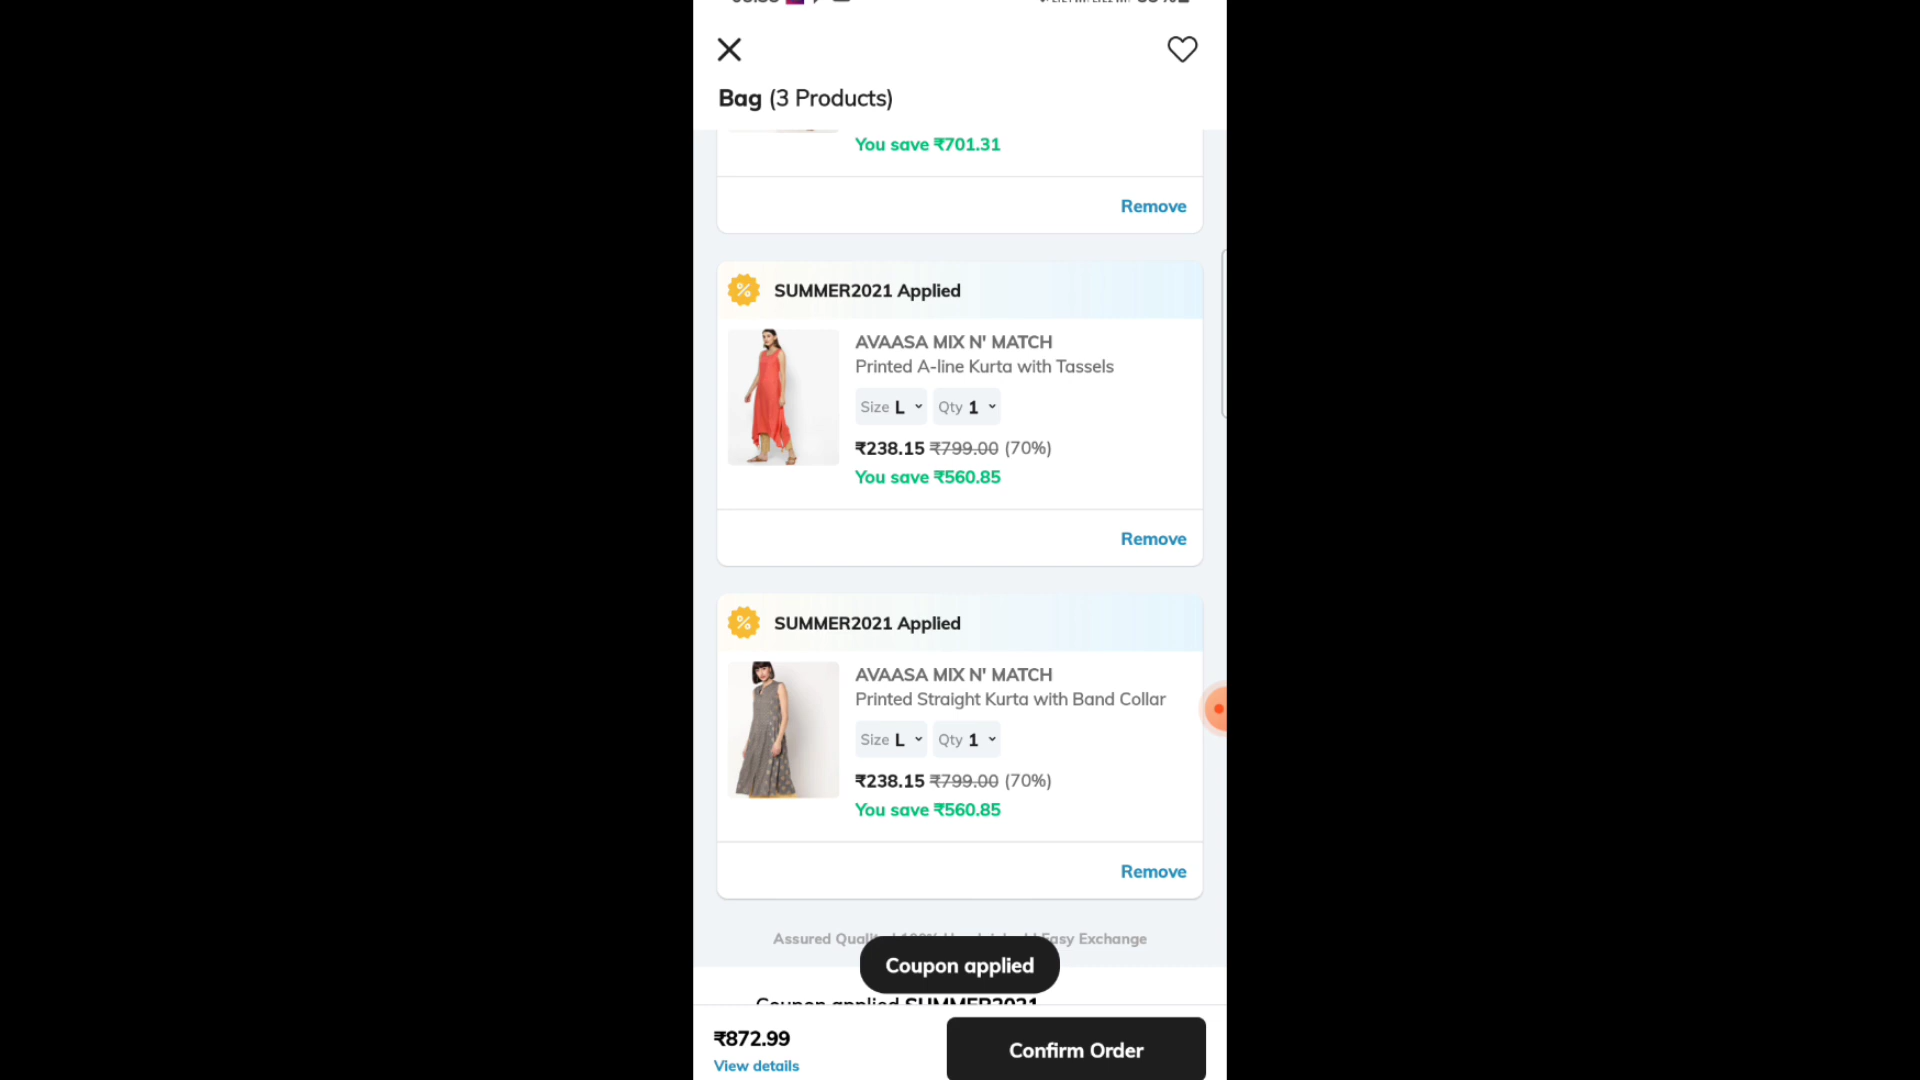 Bag (3 Products)
You save ₹701.31
Remove
SUMMER2021 Applied
AVAASA MIX N' MATCH
Printed A-line Kurta with Tassels
Size L Qty 1
₹238.15 ₹799.00 (70%)
You save ₹560.85
Remove
SUMMER2021 Applied
AVAASA MIX N' MATCH
Printed Straight Kurta with Band Collar
Size L Qty 1
₹238.15 ₹799.00 (70%)
You save ₹560.85
Remove
Assured Easy Exchange
Coupon applied
Coupon applied SUMMER2021
₹872.99
Confirm Order
View details